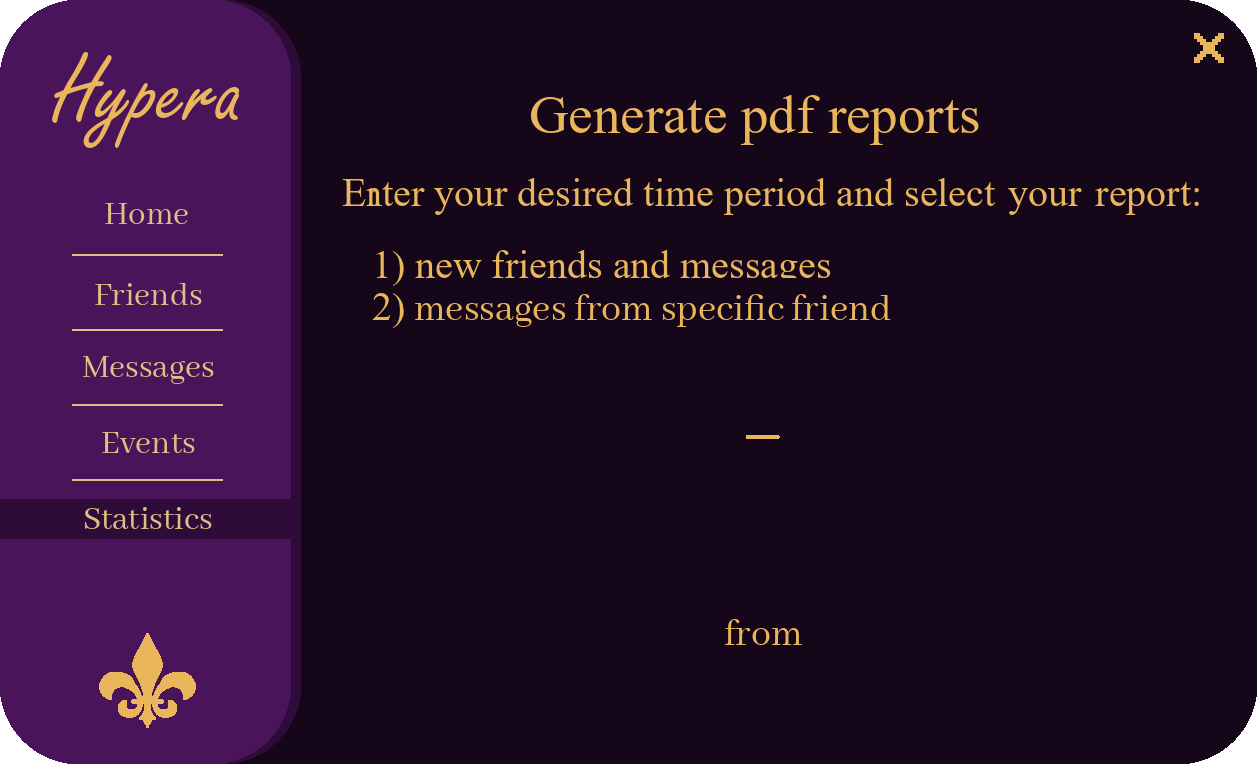 Hypera
Home
Friends
Messages
Events
Statistics
Generate pdf reports
Enter your desired time period and select your report:
1) new friends and messages
2) messages from specific friend
—
from